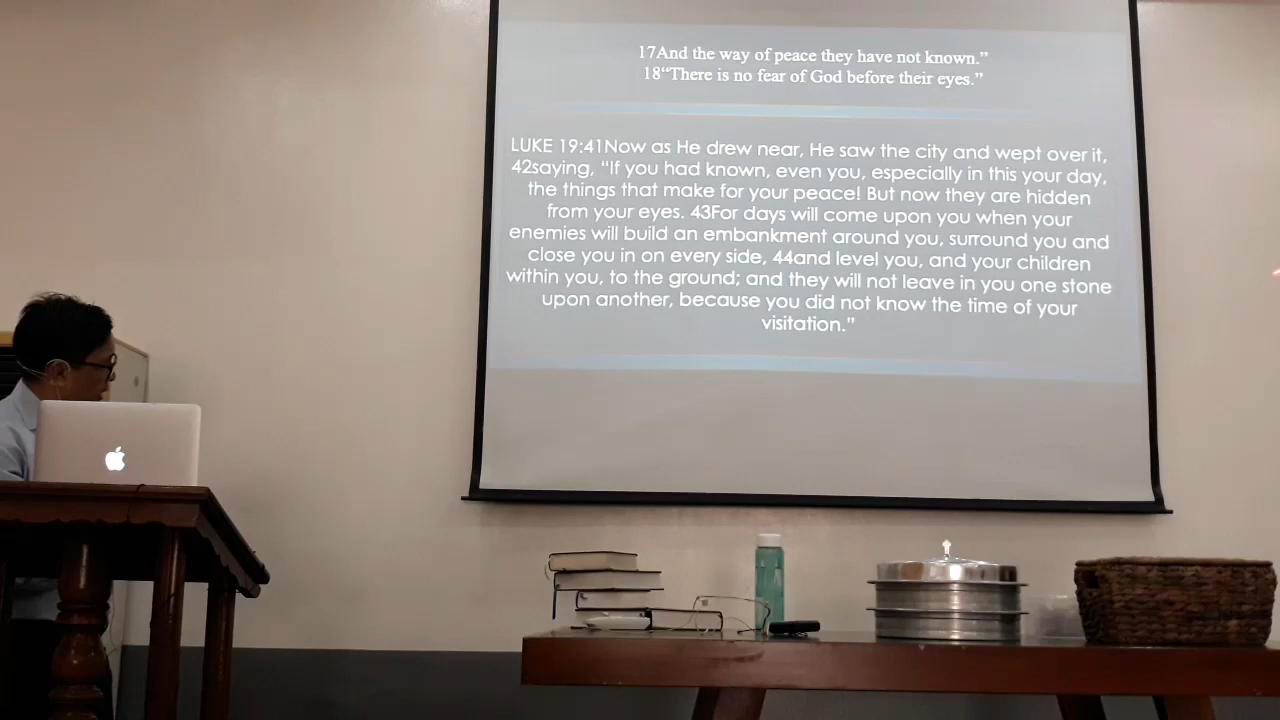 17And the way of peace they have not known.”
18“There is no fear of God before their eyes.”
LUKE 19:41Now as He drew near, He saw the city and wept over it,
42saying, “If you had known, even you, especially in this your day,
the things that make for your peace! But now they are hidden
from your eyes. 43For days will come upon you when your
enemies will build an embankment around you, surround you and
close you in on every side, 44and level you, and your children
within you, to the ground; and they will not leave in you one stone
upon another, because you did not know the time of your
visitation.”